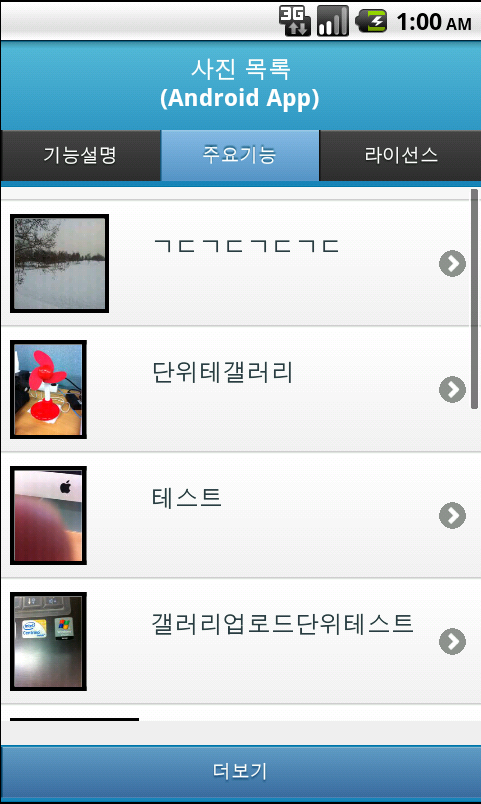 3G
1:00 AM
사진 목록
(Android App)
기능설명
주요기능
라이선스
ㄱㄷㄱㄷㄱㄷㄱㄷ
단위테갤러리
테스트
갤러리업로드단위테스트
더보기